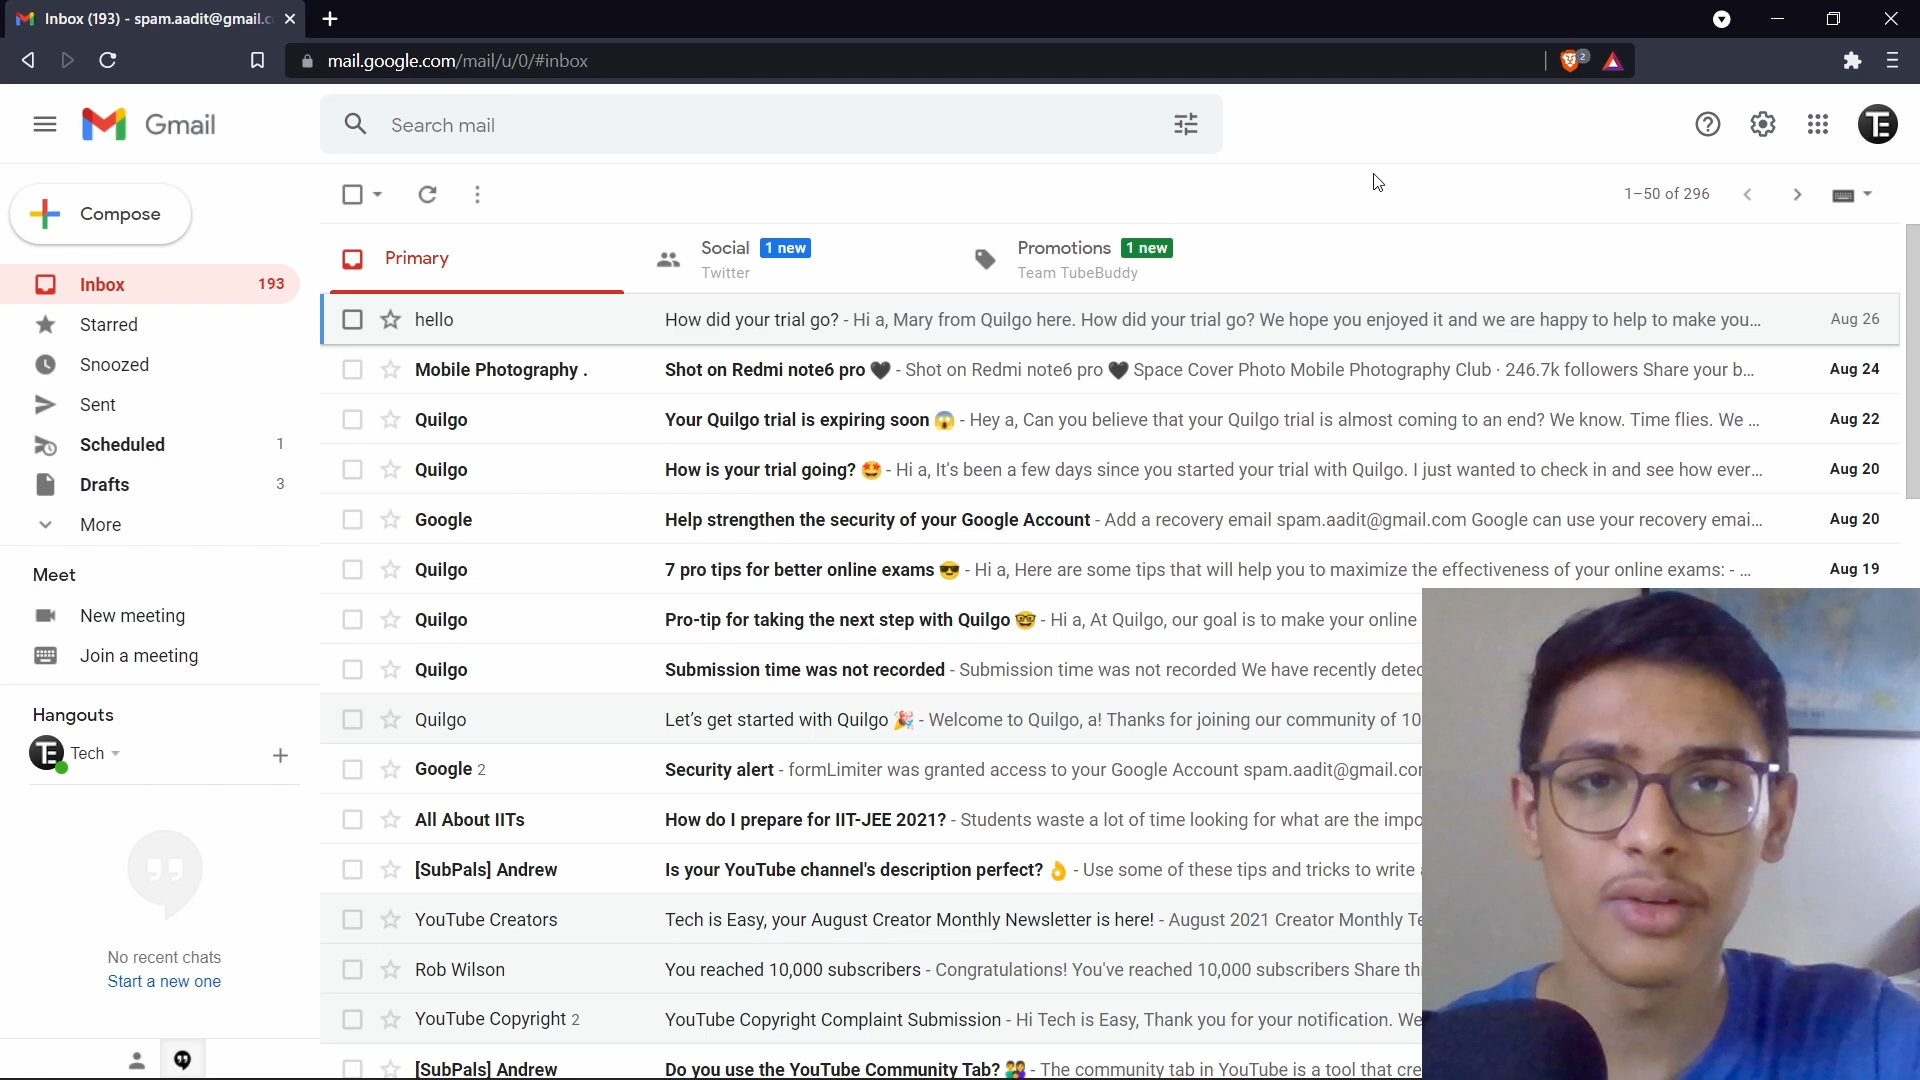 Inbox (193) - spam.aadit@gmail.c
mail.google.com/mail/u/0/#inbox
2
Gmail
Search mail
TE
Compose
1–50 of 296
Inbox 193
Starred
Snoozed
Sent
Scheduled 1
Drafts 3
More
Meet
New meeting
Join a meeting
Hangouts
TE Tech
No recent chats
Start a new one
Primary
Social 1 new
Twitter
Promotions 1 new
Team TubeBuddy
hello How did your trial go? - Hi a, Mary from Quilgo here. How did your trial go? We hope you enjoyed it and we are happy to help to make you... Aug 26
Mobile Photography . Shot on Redmi note6 pro 🖤 - Shot on Redmi note6 pro 🖤 Space Cover Photo Mobile Photography Club · 246.7k followers Share your b... Aug 24
Quilgo Your Quilgo trial is expiring soon 😱 - Hey a, Can you believe that your Quilgo trial is almost coming to an end? We know. Time flies. We ... Aug 22
Quilgo How is your trial going? 🤩 - Hi a, It's been a few days since you started your trial with Quilgo. I just wanted to check in and see how ever... Aug 20
Google Help strengthen the security of your Google Account - Add a recovery email spam.aadit@gmail.com Google can use your recovery emai... Aug 20
Quilgo 7 pro tips for better online exams 😎 - Hi a, Here are some tips that will help you to maximize the effectiveness of your online exams: - ... Aug 19
Quilgo Pro-tip for taking the next step with Quilgo 🤓 - Hi a, At Quilgo, our goal is to make your online
Quilgo Submission time was not recorded - Submission time was not recorded We have recently detec
Quilgo Let's get started with Quilgo 🎉 - Welcome to Quilgo, a! Thanks for joining our community of 10
Google 2 Security alert - formLimiter was granted access to your Google Account spam.aadit@gmail.cor
All About IITs How do I prepare for IIT-JEE 2021? - Students waste a lot of time looking for what are the impo
[SubPals] Andrew Is your YouTube channel's description perfect? 👌 - Use some of these tips and tricks to write
YouTube Creators Tech is Easy, your August Creator Monthly Newsletter is here! - August 2021 Creator Monthly Te
Rob Wilson You reached 10,000 subscribers - Congratulations! You've reached 10,000 subscribers Share thi
YouTube Copyright 2 YouTube Copyright Complaint Submission - Hi Tech is Easy, Thank you for your notification. We
[SubPals] Andrew Do you use the YouTube Community Tab? 👫 - The community tab in YouTube is a tool that cre